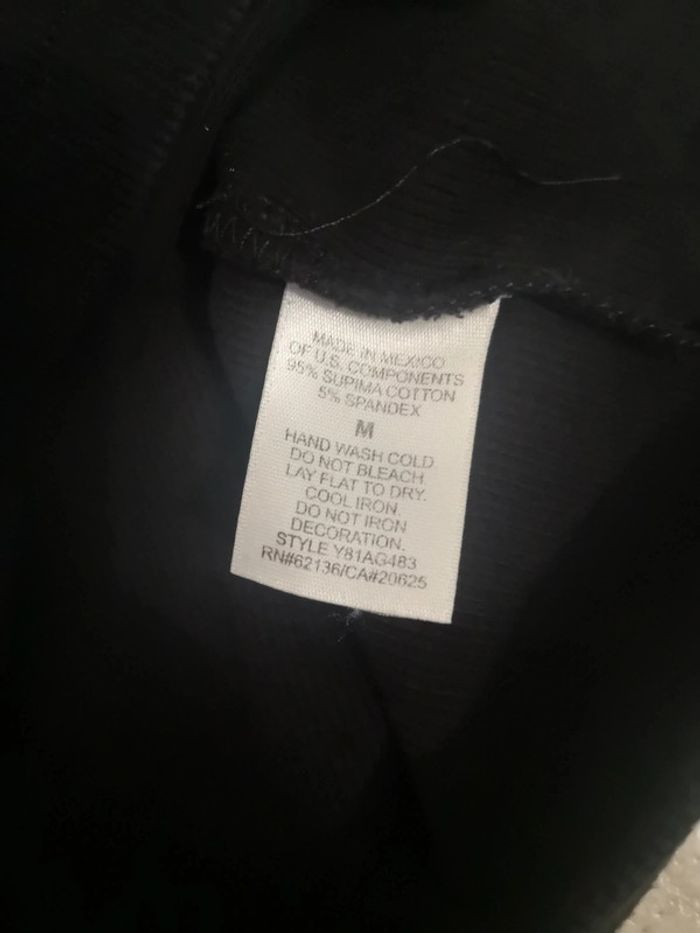 MADE IN MEXICO
OF U.S. COMPONENTS
95% SUPIMA COTTON
5% SPANDEX
M
HAND WASH COLD
DO NOT BLEACH
LAY FLAT TO DRY.
COOL IRON.
DO NOT IRON
DECORATION.
STYLE Y81AG483
RN#62136/CA#20625